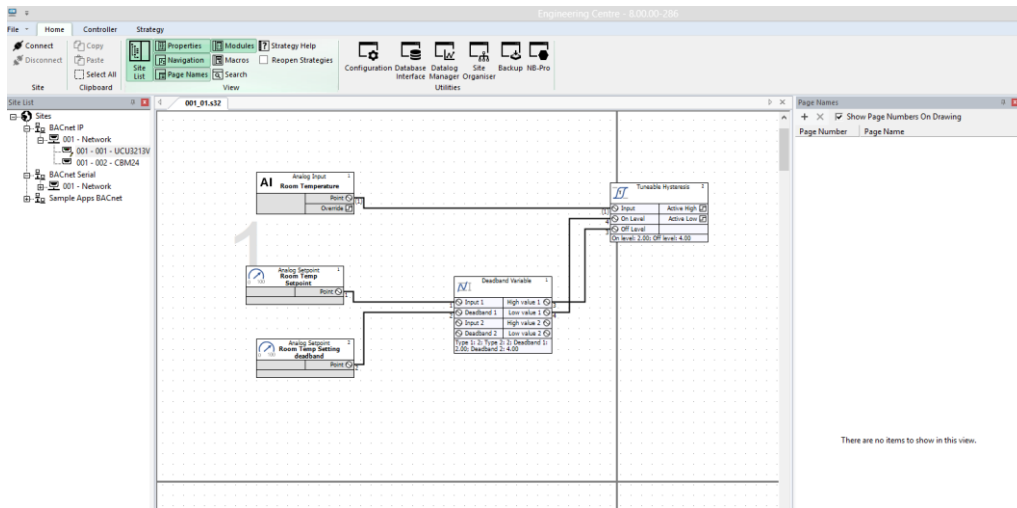 Engineering Centre - 8.00.00-286
File Home Controller Strategy
Connect
Disconnect
Site
Copy
Paste
Select All
Clipboard
Site List
Properties Modules Strategy Help
Navigation Macros Reopen Strategies
Page Names Search
View
Configuration Database Interface Datalog Manager Site Organiser Backup NB-Pro
Utilities
Site List
Sites
BACnet IP
001 - Network
001 - 001 - UCU3213V
001 - 002 - CBM24
BACnet Serial
001 - Network
Sample Apps BACnet
001_01.s32
1
AI Analog Input
Room Temperature
Point
Override
Analog Setpoint
Room Temp
Setpoint
Point
Analog Setpoint
Room Temp Setting
deadband
Point
Deadband Variable
Input 1 High value 1
Deadband 1 Low value 1
Input 2 High value 2
Deadband 2 Low value 2
Type 1: 2; Type 2: 2; Deadband 1:
2.00; Deadband 2: 4.00
Tuneable Hysteresis
Input Active High
On Level Active Low
Off Level
On level: 2.00; Off level: 4.00
Page Names
Show Page Numbers On Drawing
Page Number Page Name
There are no items to show in this view.